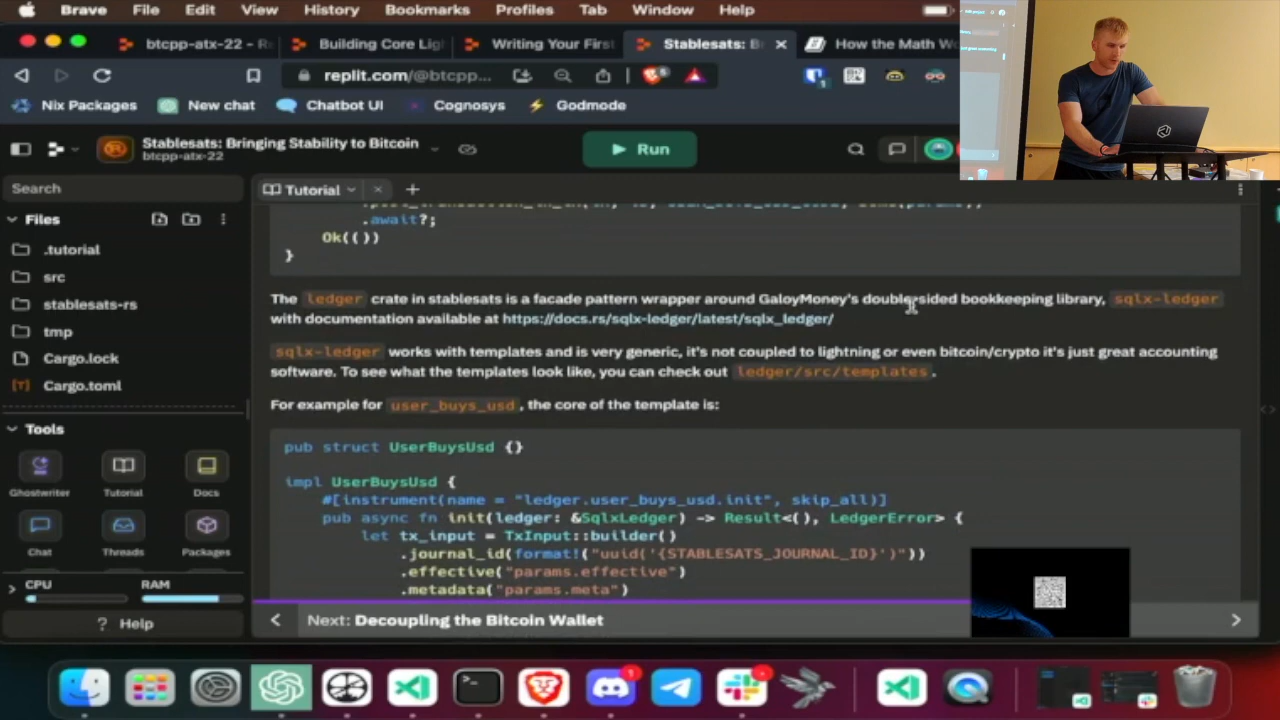 Brave File Edit View History Bookmarks Profiles Tab Window Help
btcpp-atx-22 - Re
Building Core Lig
Writing Your First
Stablesats: B
How the Math Wo
replit.com/@btcpp...
Nix Packages New chat Chatbot UI Cognosys Godmode
Stablesats: Bringing Stability to Bitcoin
btcpp-atx-22
Run
Search
Tutorial
Files
.tutorial
src
stablesats-rs
tmp
Cargo.lock
Cargo.toml
Tools
Ghostwriter Tutorial Docs
Chat Threads Packages
CPU RAM
Help
.await?;
Ok(())
}
The ledger crate in stablesats is a facade pattern wrapper around GaloyMoney's double-sided bookkeeping library, sqlx-ledger
with documentation available at https://docs.rs/sqlx-ledger/latest/sqlx_ledger/
sqlx-ledger works with templates and is very generic, it's not coupled to lightning or even bitcoin/crypto it's just great accounting
software. To see what the templates look like, you can check out ledger/src/templates.
For example for user_buys_usd, the core of the template is:
pub struct UserBuysUsd {}
impl UserBuysUsd {
#[instrument(name = "ledger.user_buys_usd.init", skip_all)]
pub async fn init(ledger: &SqlxLedger) -> Result<(), LedgerError> {
let tx_input = TxInput::builder()
.journal_id(format!("uuid('{STABLESATS_JOURNAL_ID}')"))
.effective("params.effective")
.metadata("params.meta")
Next: Decoupling the Bitcoin Wallet